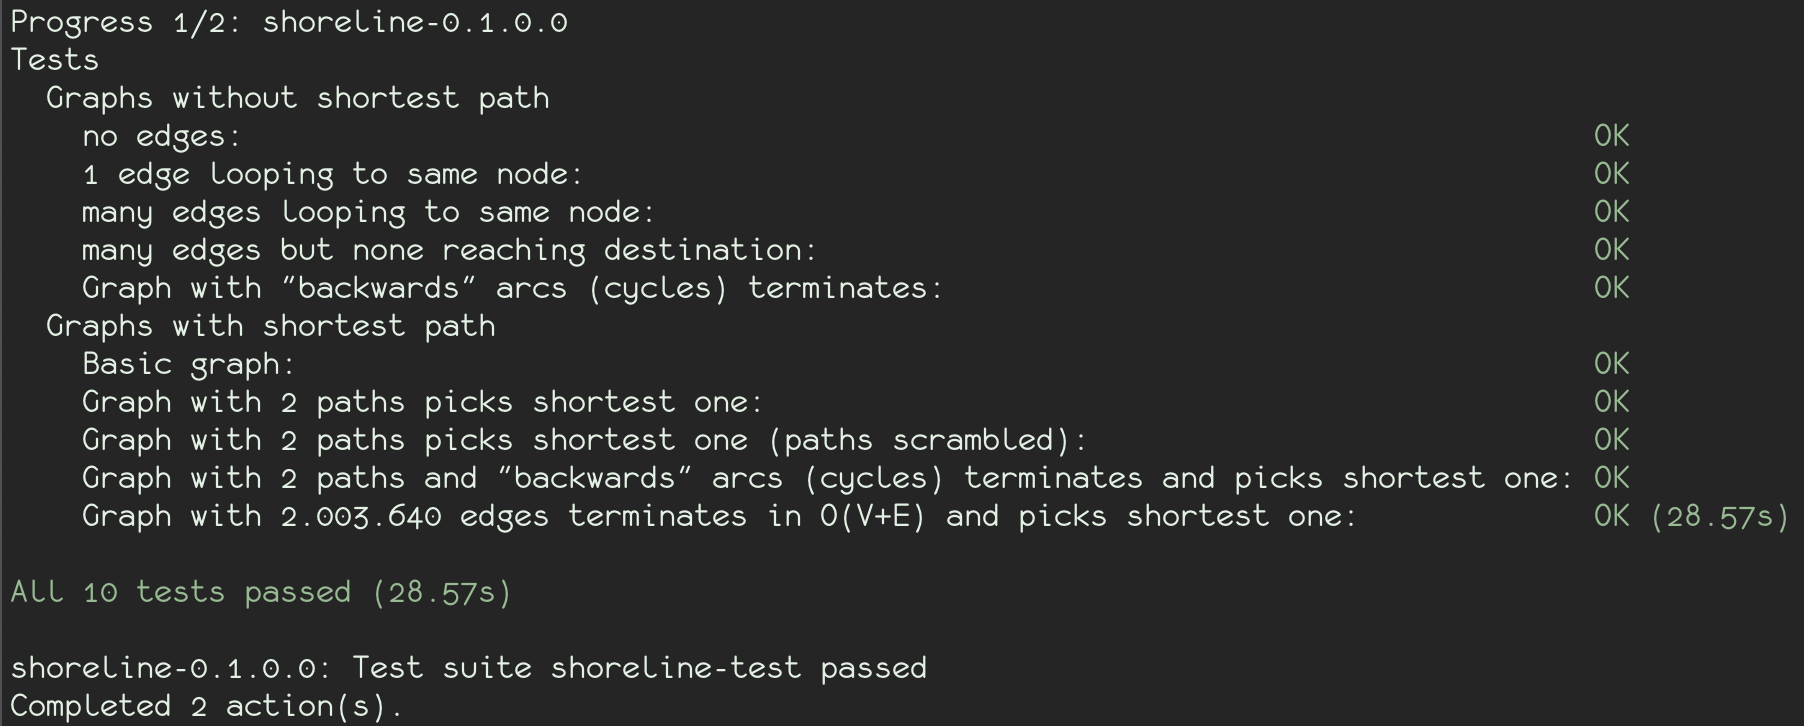 Progress 1/2: shoreline-0.1.0.0
Tests
  Graphs without shortest path
    no edges: OK
    1 edge looping to same node: OK
    many edges looping to same node: OK
    many edges but none reaching destination: OK
    Graph with "backwards" arcs (cycles) terminates: OK
  Graphs with shortest path
    Basic graph: OK
    Graph with 2 paths picks shortest one: OK
    Graph with 2 paths picks shortest one (paths scrambled): OK
    Graph with 2 paths and "backwards" arcs (cycles) terminates and picks shortest one: OK
    Graph with 2.003.640 edges terminates in O(V+E) and picks shortest one: OK (28.57s)
All 10 tests passed (28.57s)
shoreline-0.1.0.0: Test suite shoreline-test passed
Completed 2 action(s).